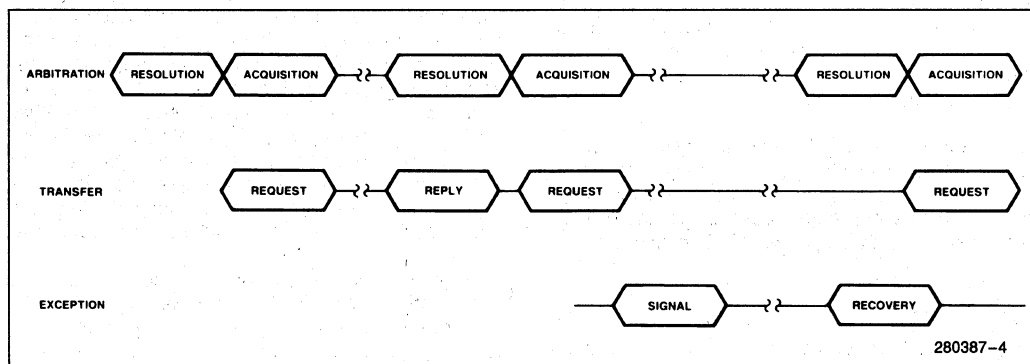 ARBITRATION RESOLUTION ACQUISITION RESOLUTION ACQUISITION RESOLUTION ACQUISITION
TRANSFER REQUEST REPLY REQUEST REQUEST
EXCEPTION SIGNAL RECOVERY
280387-4